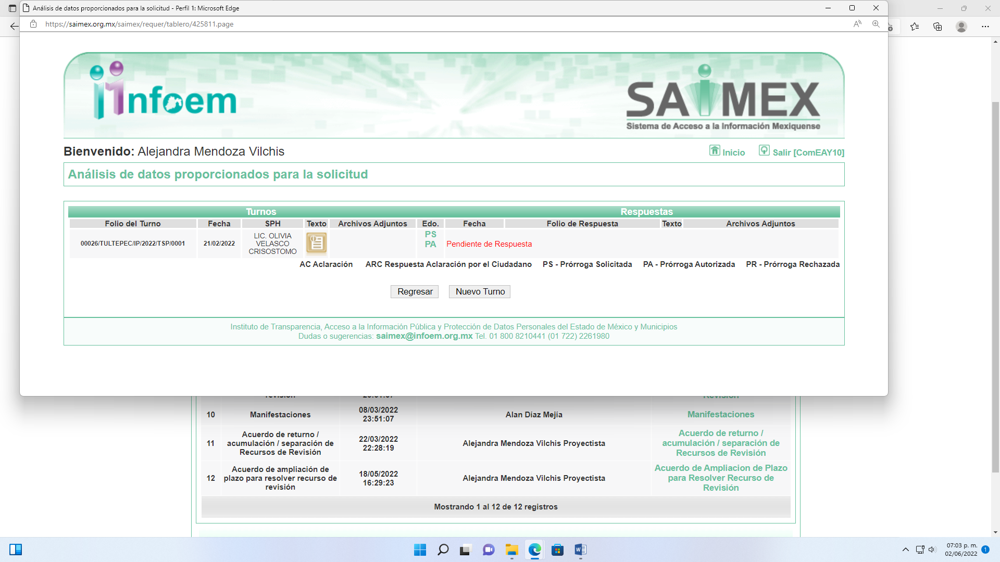 Análisis de datos proporcionados para la solicitud - Perfil 1: Microsoft Edge
https://saimex.org.mx/saimex/requer/tablero/425811.page
infoem
SAIMEX
Sistema de Acceso a la Información Mexiquense
Bienvenido: Alejandra Mendoza Vilchis
Inicio
Salir [ComEAY10]
Análisis de datos proporcionados para la solicitud
Turnos
Respuestas
Folio del Turno Fecha SPH Texto Archivos Adjuntos Edo. Fecha Folio de Respuesta Texto Archivos Adjuntos
00026/TULTEPEC/IP/2022/TSP/0001
21/02/2022
LIC. OLIVIA
VELASCO
CRISOSTOMO
PS
PA
Pendiente de Respuesta
AC Aclaración ARC Respuesta Aclaración por el Ciudadano PS - Prórroga Solicitada PA - Prórroga Autorizada PR - Prórroga Rechazada
Regresar
Nuevo Turno
Instituto de Transparencia, Acceso a la Información Pública y Protección de Datos Personales del Estado de México y Municipios
Dudas o sugerencias: saimex@infoem.org.mx Tel. 01 800 8210441 (01 722) 2261980
10
Manifestaciones
08/03/2022
23:51:07
Alan Díaz Mejía
Manifestaciones
11
Acuerdo de returno /
acumulación / separación de
Recursos de Revisión
22/03/2022
22:28:19
Alejandra Mendoza Vilchis Proyectista
Acuerdo de returno /
acumulación / separación de
Recursos de Revisión
12
Acuerdo de ampliación de
plazo para resolver recurso de
revisión
18/05/2022
16:29:23
Alejandra Mendoza Vilchis Proyectista
Acuerdo de Ampliacion de Plazo
para Resolver Recurso de
Revisión
Mostrando 1 al 12 de 12 registros
07:03 p. m.
02/06/2022
1